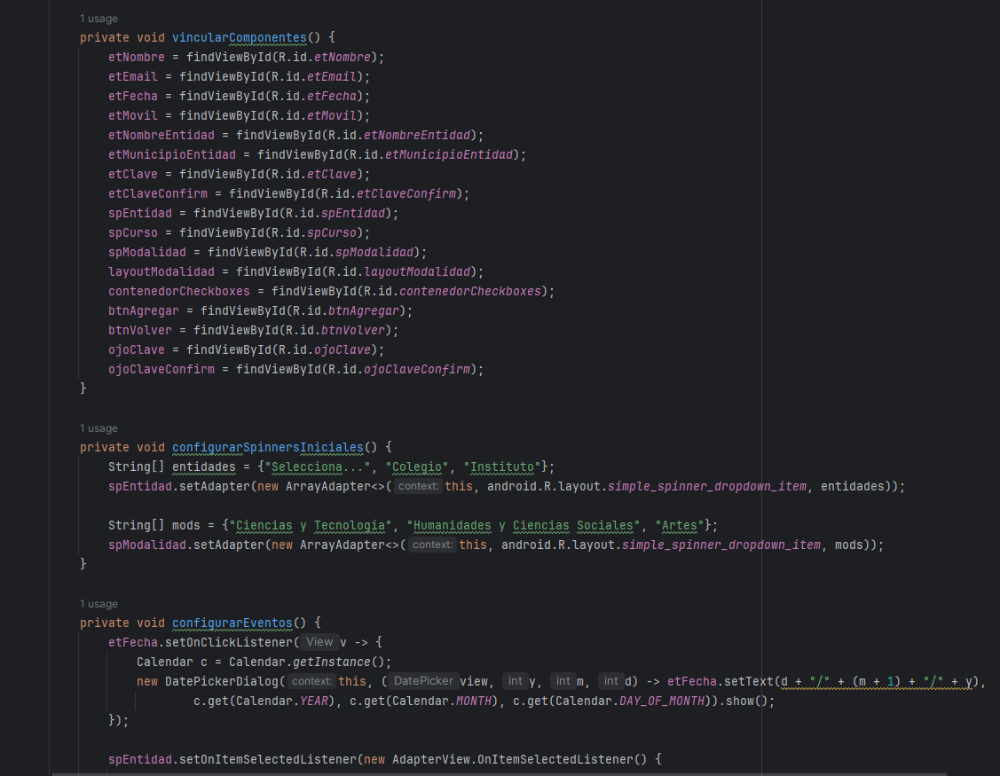 1 usage
private void vincularComponentes() {
etNombre = findViewById(R.id.etNombre);
etEmail = findViewById(R.id.etEmail);
etFecha = findViewById(R.id.etFecha);
etMovil = findViewById(R.id.etMovil);
etNombreEntidad = findViewById(R.id.etNombreEntidad);
etMunicipioEntidad = findViewById(R.id.etMunicipioEntidad);
etClave = findViewById(R.id.etClave);
etClaveConfirm = findViewById(R.id.etClaveConfirm);
spEntidad = findViewById(R.id.spEntidad);
spCurso = findViewById(R.id.spCurso);
spModalidad = findViewById(R.id.spModalidad);
layoutModalidad = findViewById(R.id.layoutModalidad);
contenedorCheckboxes = findViewById(R.id.contenedorCheckboxes);
btnAgregar = findViewById(R.id.btnAgregar);
btnVolver = findViewById(R.id.btnVolver);
ojoClave = findViewById(R.id.ojoClave);
ojoClaveConfirm = findViewById(R.id.ojoClaveConfirm);
}
1 usage
private void configurarSpinnersIniciales() {
String[] entidades = {"Selecciona...", "Colegio", "Instituto"};
spEntidad.setAdapter(new ArrayAdapter<>( context: this, android.R.layout.simple_spinner_dropdown_item, entidades));
String[] mods = {"Ciencias y Tecnología", "Humanidades y Ciencias Sociales", "Artes"};
spModalidad.setAdapter(new ArrayAdapter<>( context: this, android.R.layout.simple_spinner_dropdown_item, mods));
}
1 usage
private void configurarEventos() {
etFecha.setOnClickListener( View v -> {
Calendar c = Calendar.getInstance();
new DatePickerDialog( context: this, ( DatePicker view, int y, int m, int d) -> etFecha.setText(d + "/" + (m + 1) + "/" + y),
c.get(Calendar.YEAR), c.get(Calendar.MONTH), c.get(Calendar.DAY_OF_MONTH)).show();
});
spEntidad.setOnItemSelectedListener(new AdapterView.OnItemSelectedListener() {